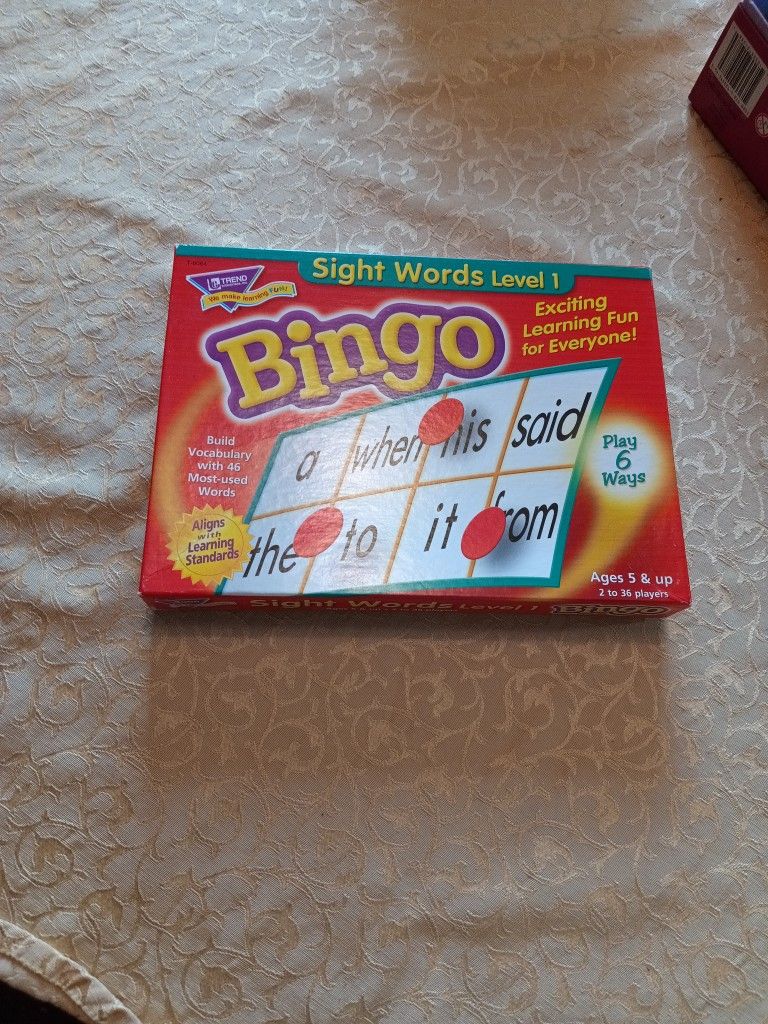 T-6064
Sight Words Level 1
TREND
We make learning FUN!
Bingo
Exciting
Learning Fun
for Everyone!
Build
Vocabulary
with 46
Most-used
Words
Aligns
with
Learning
Standards
a when his said
the to it from
Play
6
Ways
Ages 5 & up
2 to 36 players
Sight Words Level 1 Bingo